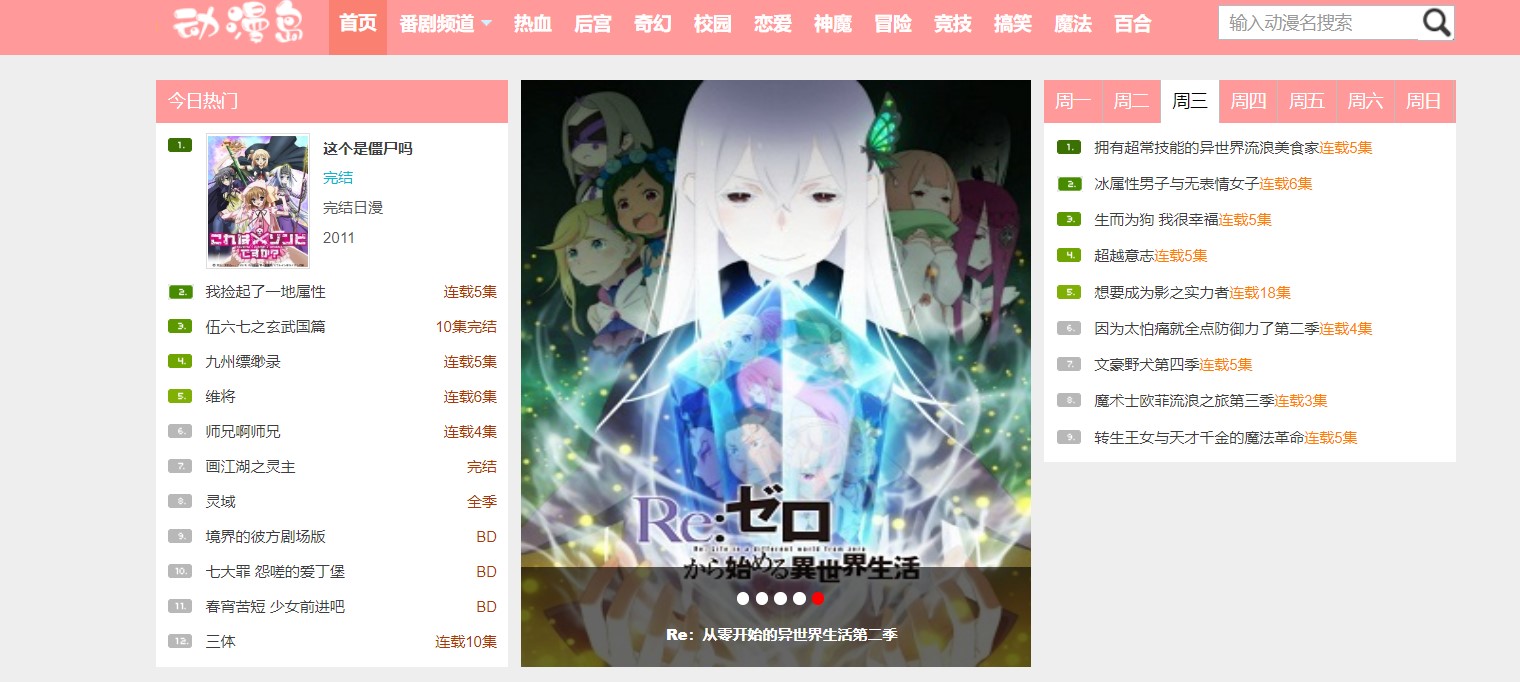 动漫岛
首页 番剧频道 热血 后宫 奇幻 校园 恋爱 神魔 冒险 竞技 搞笑 魔法 百合
输入动漫名搜索
今日热门
1. 这个是僵尸吗
完结
完结日漫
2011
これはゾンビですか?
2. 我捡起了一地属性 连载5集
3. 伍六七之玄武国篇 10集完结
4. 九州缥缈录 连载5集
5. 维将 连载6集
6. 师兄啊师兄 连载4集
7. 画江湖之灵主 完结
8. 灵域 全季
9. 境界的彼方剧场版 BD
10. 七大罪 怨嗟的爱丁堡 BD
11. 春宵苦短 少女前进吧 BD
12. 三体 连载10集
Re:ゼロ
Re: Life in a different world from zero
から始める異世界生活
Re：从零开始的异世界生活第二季
周一 周二 周三 周四 周五 周六 周日
1. 拥有超常技能的异世界流浪美食家连载5集
2. 冰属性男子与无表情女子连载6集
3. 生而为狗 我很幸福连载5集
4. 超越意志连载5集
5. 想要成为影之实力者连载18集
6. 因为太怕痛就全点防御力了第二季连载4集
7. 文豪野犬第四季连载5集
8. 魔术士欧菲流浪之旅第三季连载3集
9. 转生王女与天才千金的魔法革命连载5集